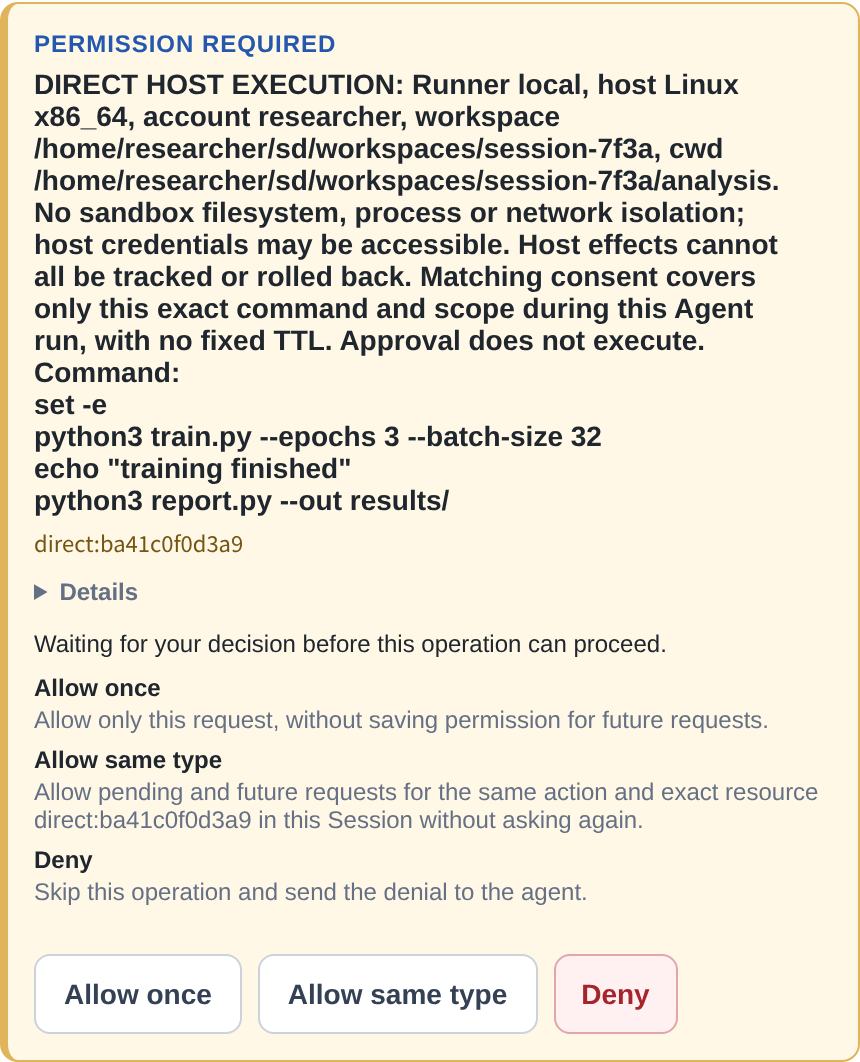 PERMISSION REQUIRED
DIRECT HOST EXECUTION: Runner local, host Linux
x86_64, account researcher, workspace
/home/researcher/sd/workspaces/session-7f3a, cwd
/home/researcher/sd/workspaces/session-7f3a/analysis.
No sandbox filesystem, process or network isolation;
host credentials may be accessible. Host effects cannot
all be tracked or rolled back. Matching consent covers
only this exact command and scope during this Agent
run, with no fixed TTL. Approval does not execute.
Command:
set -e
python3 train.py --epochs 3 --batch-size 32
echo "training finished"
python3 report.py --out results/
direct:ba41c0f0d3a9
Details
Waiting for your decision before this operation can proceed.
Allow once
Allow only this request, without saving permission for future requests.
Allow same type
Allow pending and future requests for the same action and exact resource
direct:ba41c0f0d3a9 in this Session without asking again.
Deny
Skip this operation and send the denial to the agent.
Allow once
Allow same type
Deny